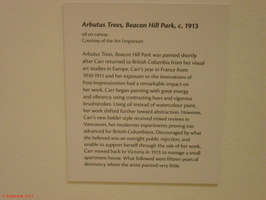 Arbutus Trees, Beacon Hill Park, c. 1913
oil on canvas
Courtesy of the Art Emporium
Arbutus Trees, Beacon Hill Park was painted shortly
after Carr returned to British Columbia from her visual
art studies in Europe. Carr's year in France from
1910-1911 and her exposure to the innovations of
Post-Impressionism had a remarkable impact on
her work. Carr began painting with great energy
and vibrancy, using contrasting hues and vigorous
brushstrokes. Using oil instead of watercolour paint,
her work shifted further toward abstraction. However,
Carr's new bolder style received mixed reviews in
Vancouver, her modernist experiments proving too
advanced for British Columbians. Discouraged by what
she believed was an outright public rejection, and
unable to support herself through the sale of her work,
Carr moved back to Victoria in 1913 to manage a small
apartment house. What followed were fifteen years of
dormancy where the artist painted very little.